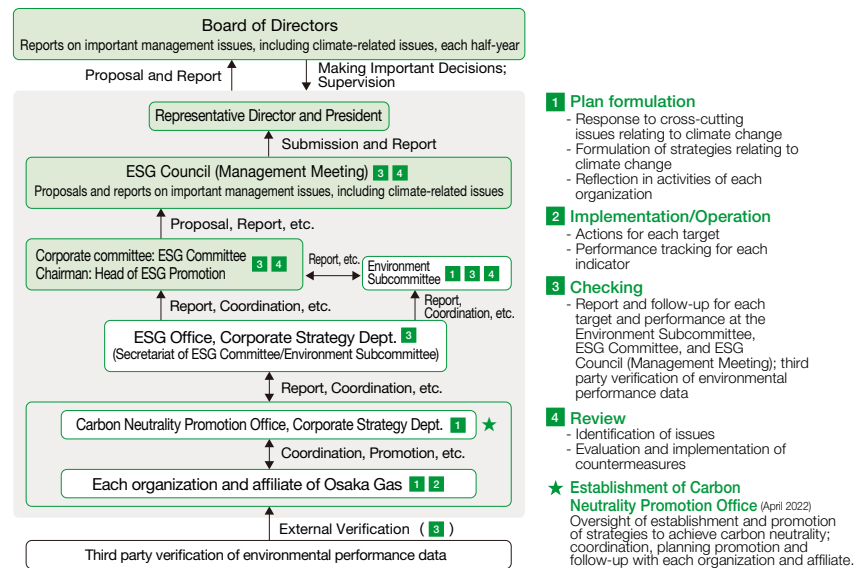 Board of Directors
Reports on important management issues, including climate-related issues, each half-year
Proposal and Report
Making Important Decisions;
Supervision
Representative Director and President
Submission and Report
ESG Council (Management Meeting) 3 4
Proposals and reports on important management issues, including climate-related issues
Proposal, Report, etc.
Corporate committee: ESG Committee
Chairman: Head of ESG Promotion
3 4
Report, etc.
Environment
Subcommittee 1 3 4
Report, Coordination, etc.
Report,
Coordination, etc.
ESG Office, Corporate Strategy Dept. 3
(Secretariat of ESG Committee/Environment Subcommittee)
Report, Coordination, etc.
Carbon Neutrality Promotion Office, Corporate Strategy Dept. 1 ★
Coordination, Promotion, etc.
Each organization and affiliate of Osaka Gas 1 2
External Verification ( 3 )
Third party verification of environmental performance data
1 Plan formulation
- Response to cross-cutting
issues relating to climate change
- Formulation of strategies relating to
climate change
- Reflection in activities of each
organization
2 Implementation/Operation
- Actions for each target
- Performance tracking for each
indicator
3 Checking
- Report and follow-up for each
target and performance at the
Environment Subcommittee,
ESG Committee, and ESG
Council (Management Meeting); third
party verification of environmental
performance data
4 Review
- Identification of issues
- Evaluation and implementation of
countermeasures
★ Establishment of Carbon
Neutrality Promotion Office (April 2022)
Oversight of establishment and promotion
of strategies to achieve carbon neutrality;
coordination, planning promotion and
follow-up with each organization and affiliate.